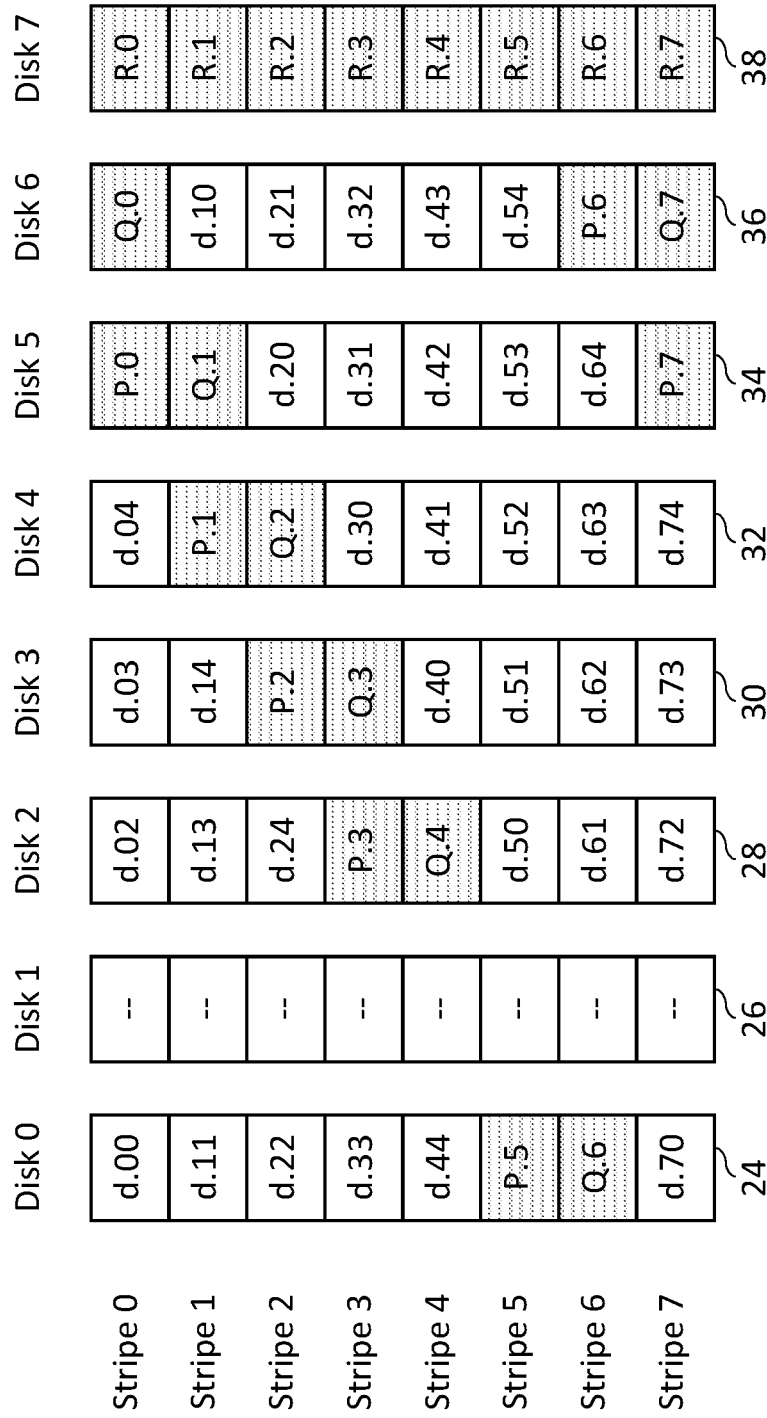 Disk 0 Disk 1 Disk 2 Disk 3 Disk 4 Disk 5 Disk 6 Disk 7
Stripe 0 d.00 -- d.02 d.03 d.04 P.0 Q.0 R.0
Stripe 1 d.11 -- d.13 d.14 P.1 Q.1 d.10 R.1
Stripe 2 d.22 -- d.24 P.2 Q.2 d.20 d.21 R.2
Stripe 3 d.33 -- P.3 Q.3 d.30 d.31 d.32 R.3
Stripe 4 d.44 -- Q.4 d.40 d.41 d.42 d.43 R.4
Stripe 5 P.5 -- d.50 d.51 d.52 d.53 d.54 R.5
Stripe 6 Q.6 -- d.61 d.62 d.63 d.64 P.6 R.6
Stripe 7 d.70 -- d.72 d.73 d.74 P.7 Q.7 R.7
24 26 28 30 32 34 36 38